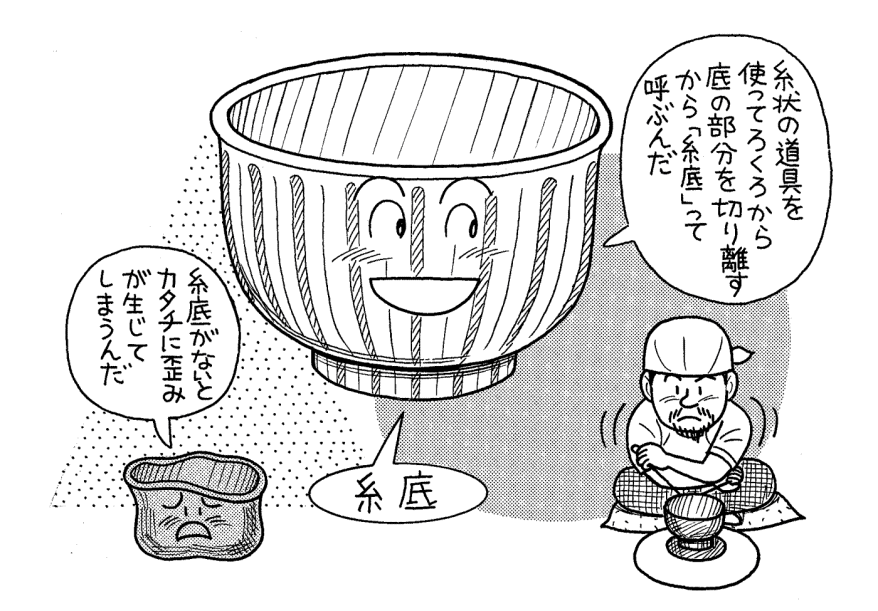 糸状の道具を
使ってろくろから
底の部分を切り離す
から「糸底」って
呼ぶんだ
糸底がないと
カタチに歪み
が生じて
しまうんだ
糸底